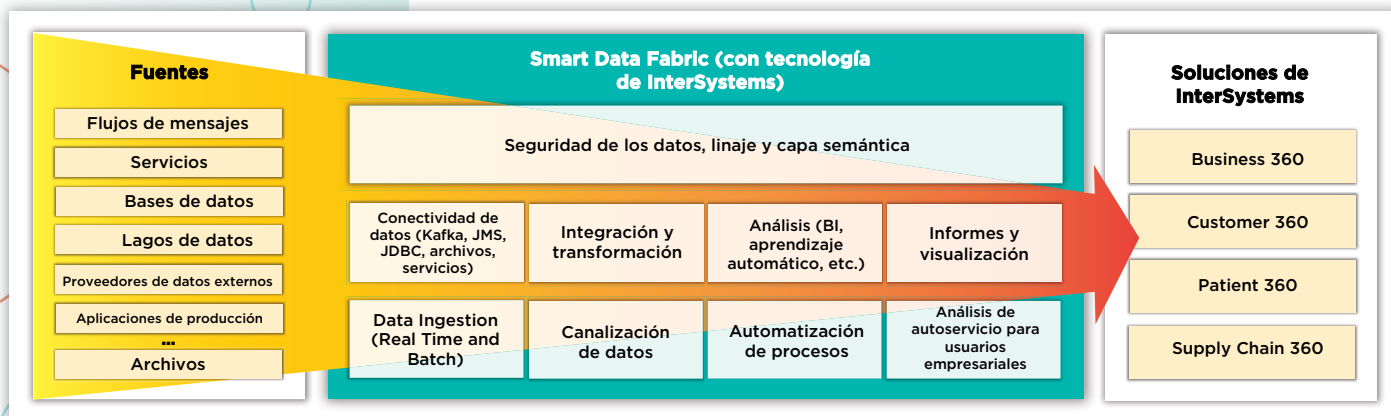 Fuentes
Flujos de mensajes
Servicios
Bases de datos
Lagos de datos
Proveedores de datos externos
Aplicaciones de producción
...
Archivos
Smart Data Fabric (con tecnología
de InterSystems)
Seguridad de los datos, linaje y capa semántica
Conectividad de
datos (Kafka, JMS,
JDBC, archivos,
servicios)
Integración y
transformación
Análisis (BI,
aprendizaje
automático, etc.)
Informes y
visualización
Data Ingestion
(Real Time and
Batch)
Canalización
de datos
Automatización
de procesos
Análisis de
autoservicio para
usuarios
empresariales
Soluciones de
InterSystems
Business 360
Customer 360
Patient 360
Supply Chain 360